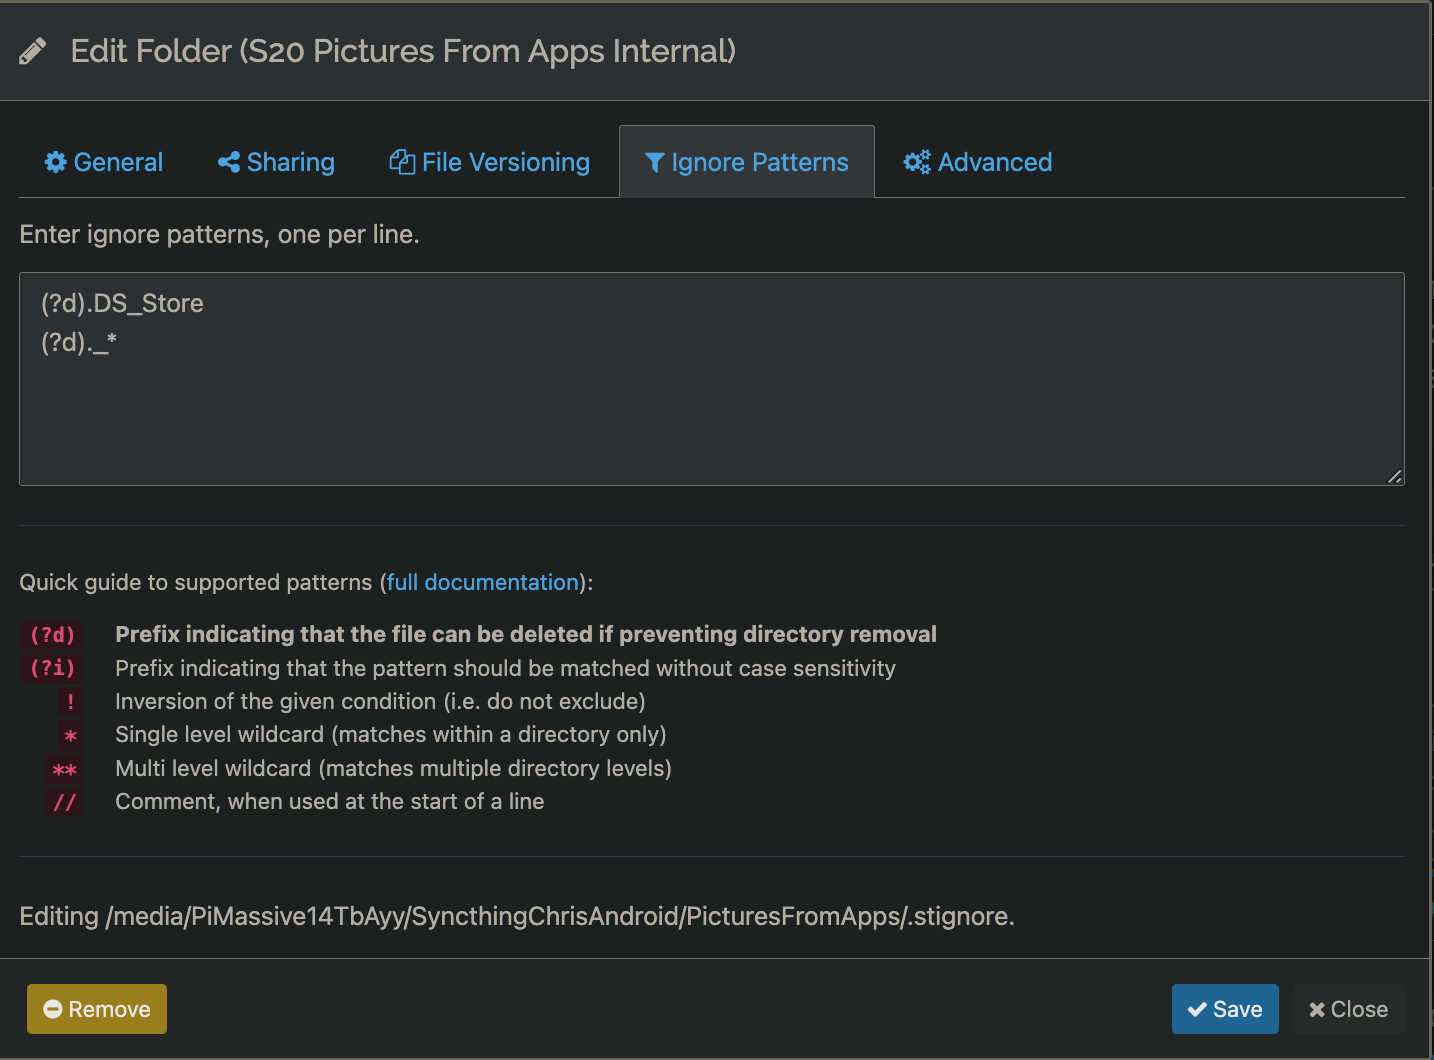 Edit Folder (S20 Pictures From Apps Internal)
General Sharing File Versioning Ignore Patterns Advanced
Enter ignore patterns, one per line.
(?d).DS_Store
(?d)._*
Quick guide to supported patterns (full documentation):
(?d) Prefix indicating that the file can be deleted if preventing directory removal
(?i) Prefix indicating that the pattern should be matched without case sensitivity
! Inversion of the given condition (i.e. do not exclude)
* Single level wildcard (matches within a directory only)
** Multi level wildcard (matches multiple directory levels)
// Comment, when used at the start of a line
Editing /media/PiMassive14TbAyy/SyncthingChrisAndroid/PicturesFromApps/.stignore.
Remove Save Close